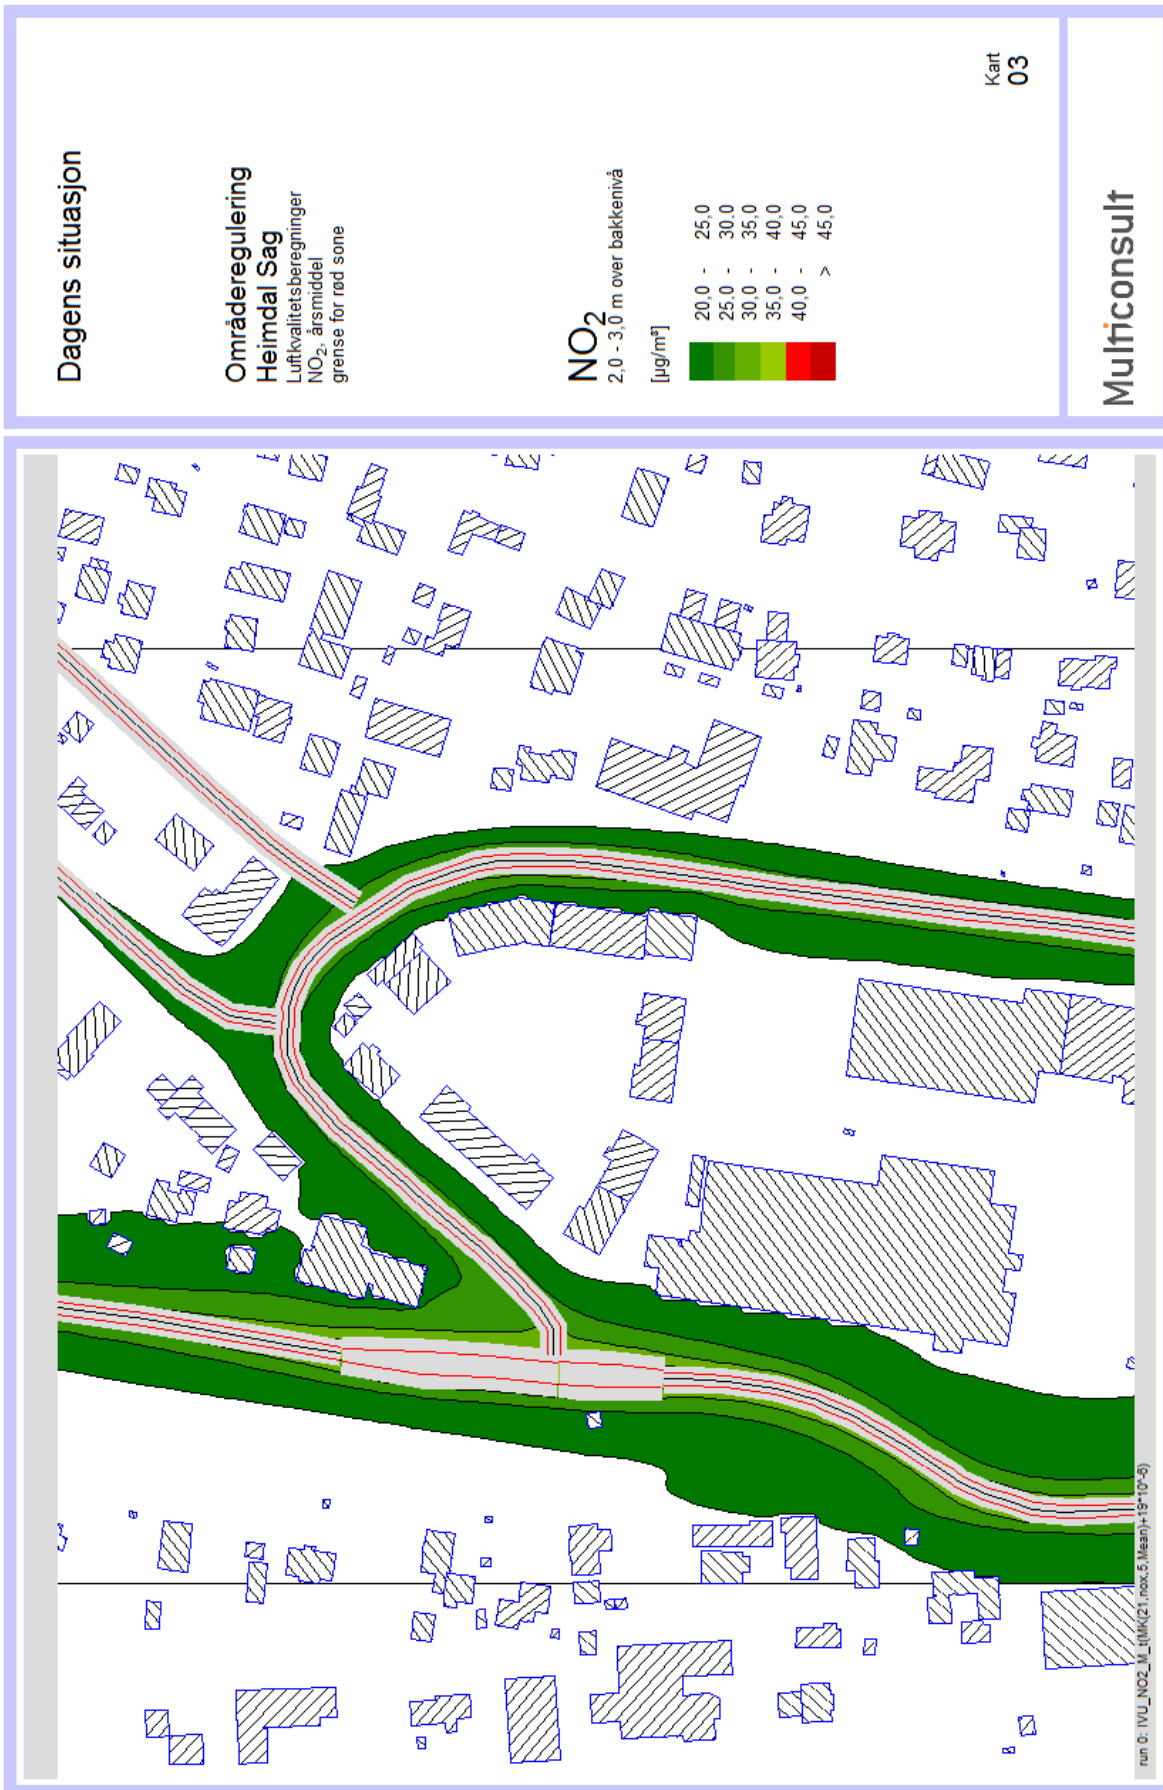 Dagens situasjon
Områderegulering
Heimdal Sag
Luftkvalitetsberegninger
NO2, årsmiddel
grense for rød sone
NO2
2,0 - 3,0 m over bakkenivå
[µg/m³]
20,0 - 25,0
25,0 - 30,0
30,0 - 35,0
35,0 - 40,0
40,0 - 45,0
> 45,0
Kart
03
Multiconsult
run 0: IVU_NO2_M_t(MK(21,nox,5,Mean)+19*10^-6)